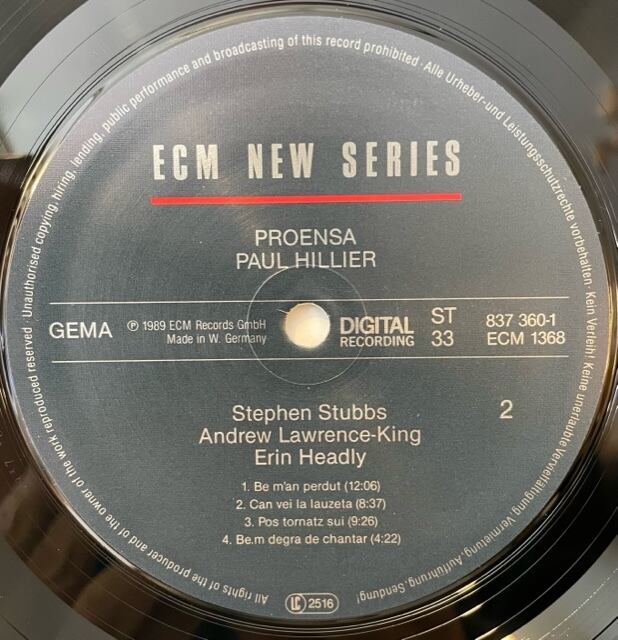 Unauthorised copying, hiring, lending, public performance and broadcasting of this record prohibited · Alle Urheber- und Leistungsschutzrechte vorbehalten · Kein Verleih! Keine unerlaubte Vervielfältigung, Vermietung, Aufführung, Sendung!
ECM NEW SERIES
PROENSA
PAUL HILLIER
GEMA
℗ 1989 ECM Records GmbH
Made in W. Germany
DIGITAL
RECORDING
ST
33
837 360-1
ECM 1368
2
Stephen Stubbs
Andrew Lawrence-King
Erin Headly
1. Be m'an perdut (12:06)
2. Can vei la lauzeta (8:37)
3. Pos tornatz sui (9:26)
4. Be.m degra de chantar (4:22)
All rights of the producer and of the owner of the work reproduced reserved ·
LC 2516